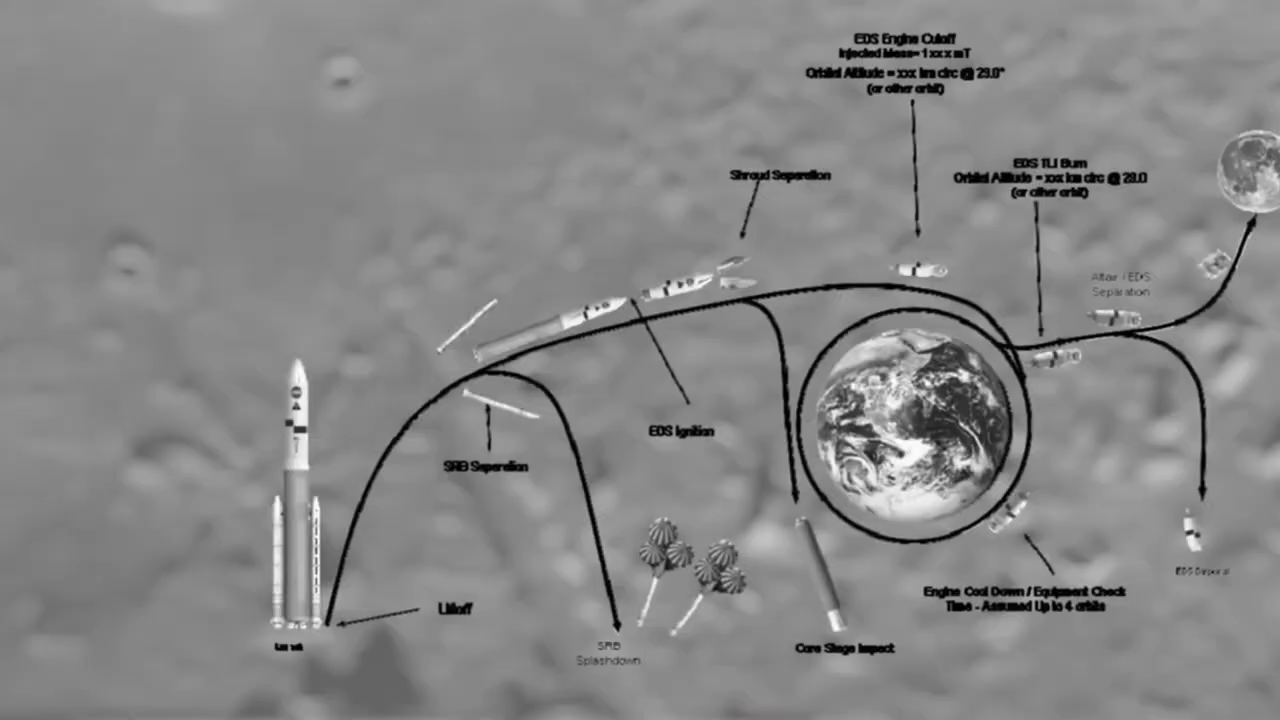 EDS Engine Cutoff
Injected Mass= 1xxx mT
Orbital Altitude = xxx km circ @ 29.0°
(or other orbit)
EDS TLI Burn
Orbital Altitude = xxx km circ @ 29.0
(or other orbit)
Shroud Separation
Altair / EDS
Separation
EDS Ignition
SRB Separation
EDS Disposal
Engine Cool Down / Equipment Check
Time - Assumed Up to 4 orbits
Liftoff
SRB
Splashdown
Core Stage Impact